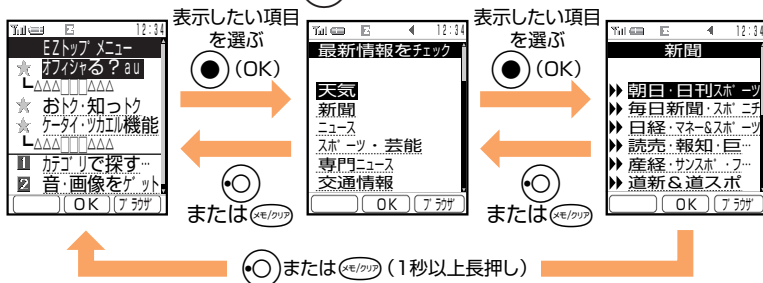 表示したい項目
を選ぶ
(OK)
表示したい項目
を選ぶ
(OK)
12:34
EZトップメニュー
オフィシャる?au
┗△△△□□□△△△
おトク・知っトク
ケータイ・ツカエル機能
┗△△△□□□△△△
1 カテゴリで探す…
2 音・画像をゲット
OK ブラウザ
12:34
最新情報をチェック
天気
新聞
ニュース
スポーツ・芸能
専門ニュース
交通情報
OK ブラウザ
12:34
新聞
朝日・日刊スポーツ
毎日新聞・スポニチ
日経・マネー&スポーツ
読売・報知・巨…
産経・サンスポ・フ…
道新&道スポ
OK ブラウザ
または メモ/クリア
または メモ/クリア
または メモ/クリア (1秒以上長押し)